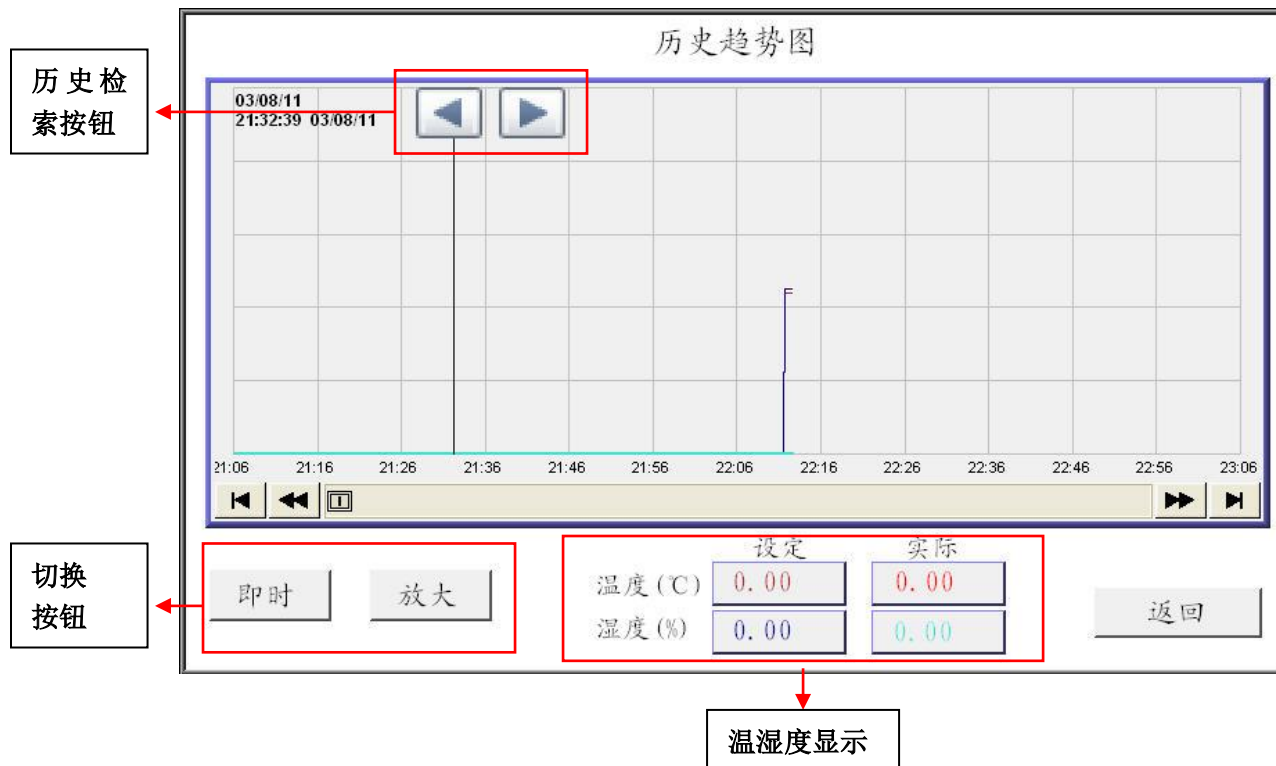 历史趋势图
历史检
索按钮
03/08/11
21:32:39 03/08/11
21:06 21:16 21:26 21:36 21:46 21:56 22:06 22:16 22:26 22:36 22:46 22:56 23:06
切换
按钮
即时 放大
设定 实际
温度(℃) 0.00 0.00
湿度(%) 0.00 0.00
返回
温湿度显示